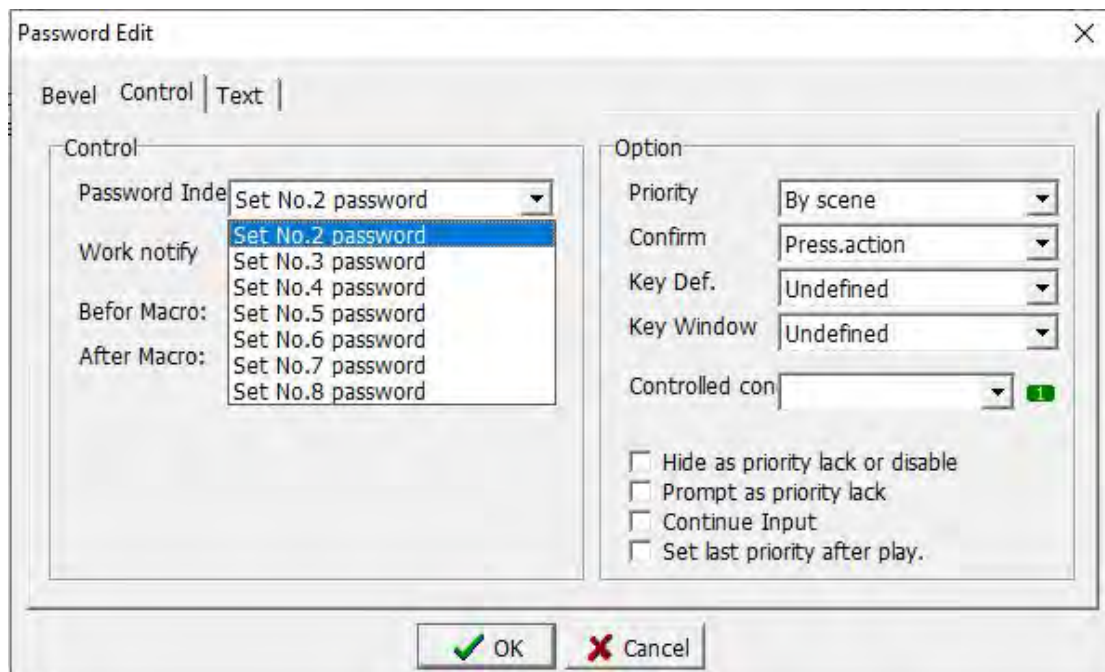 Password Edit
Bevel Control Text
Control
Password Inde Set No.2 password
Set No.2 password
Set No.3 password
Set No.4 password
Set No.5 password
Set No.6 password
Set No.7 password
Set No.8 password
Work notify
Befor Macro:
After Macro:
Option
Priority By scene
Confirm Press.action
Key Def. Undefined
Key Window Undefined
Controlled con 1
Hide as priority lack or disable
Prompt as priority lack
Continue Input
Set last priority after play.
OK Cancel